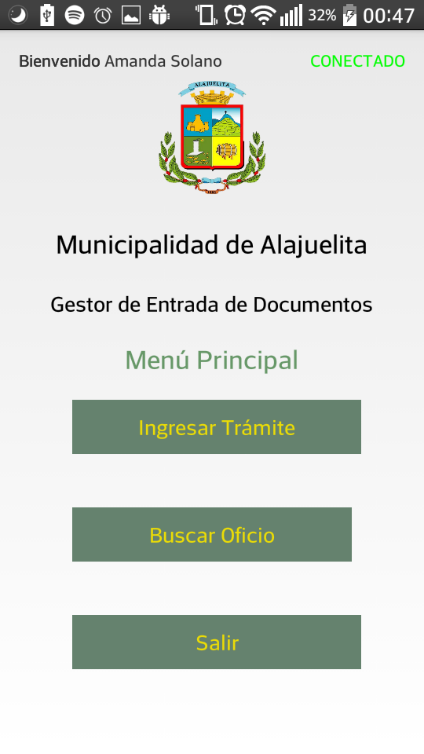 32% 00:47
Bienvenido Amanda Solano CONECTADO
ALAJUELITA
Municipalidad de Alajuelita
Gestor de Entrada de Documentos
Menú Principal
Ingresar Trámite
Buscar Oficio
Salir